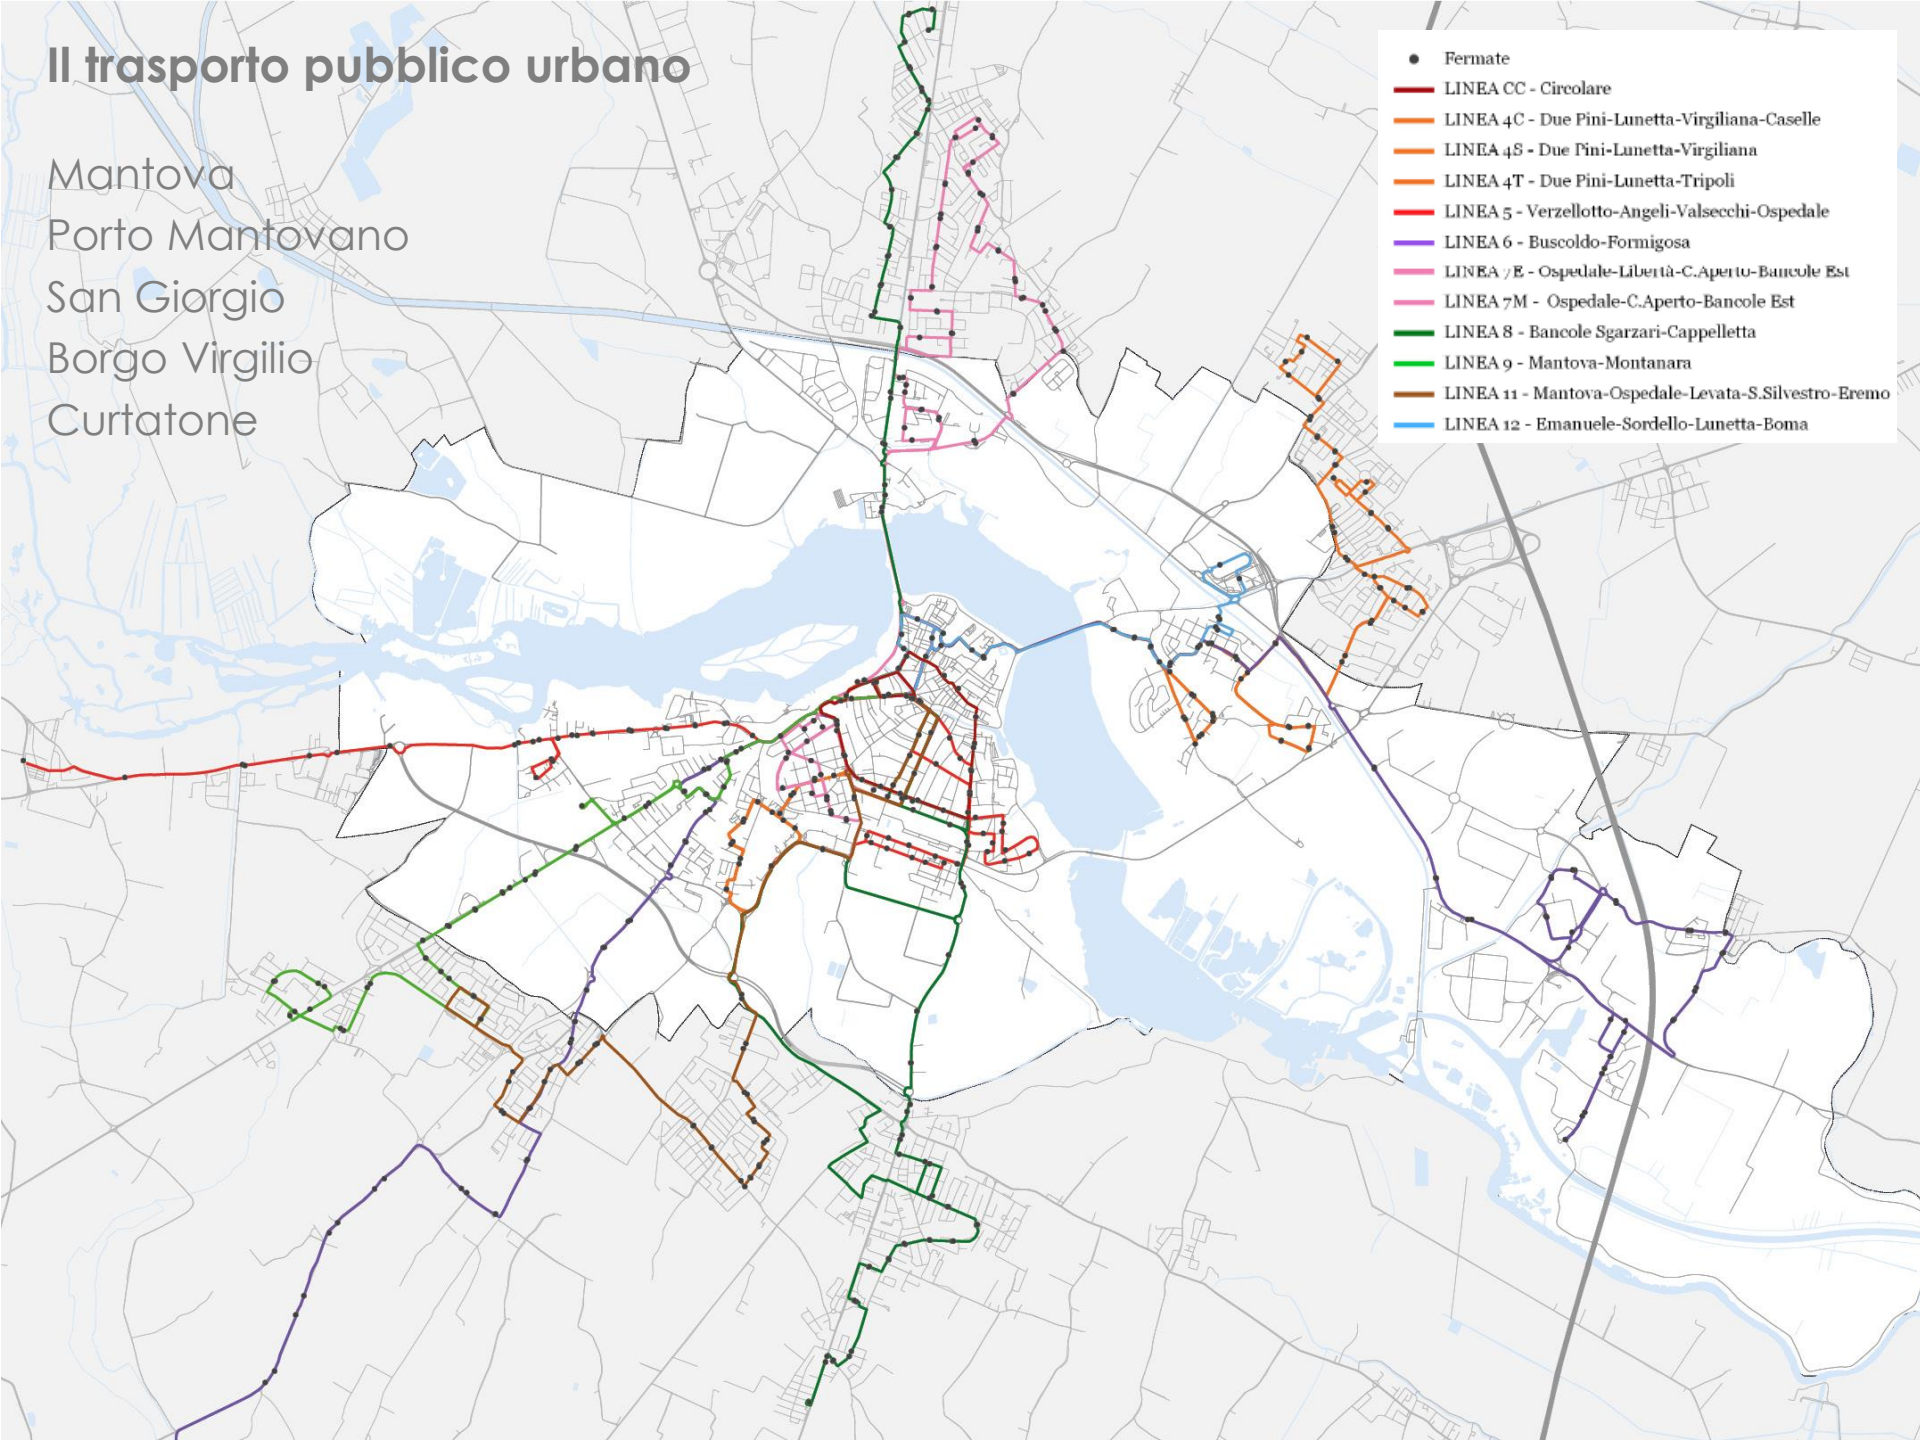 Il trasporto pubblico urbano
Mantova
Porto Mantovano
San Giorgio
Borgo Virgilio
Curtatone
Fermate
LINEA CC - Circolare
LINEA 4C - Due Pini-Lunetta-Virgiliana-Caselle
LINEA 4S - Due Pini-Lunetta-Virgiliana
LINEA 4T - Due Pini-Lunetta-Tripoli
LINEA 5 - Verzellotto-Angeli-Valsecchi-Ospedale
LINEA 6 - Buscoldo-Formigosa
LINEA 7E - Ospedale-Libertà-C.Aperto-Bancole Est
LINEA 7M - Ospedale-C.Aperto-Bancole Est
LINEA 8 - Bancole Sgarzari-Cappelletta
LINEA 9 - Mantova-Montanara
LINEA 11 - Mantova-Ospedale-Levata-S.Silvestro-Eremo
LINEA 12 - Emanuele-Sordello-Lunetta-Boma